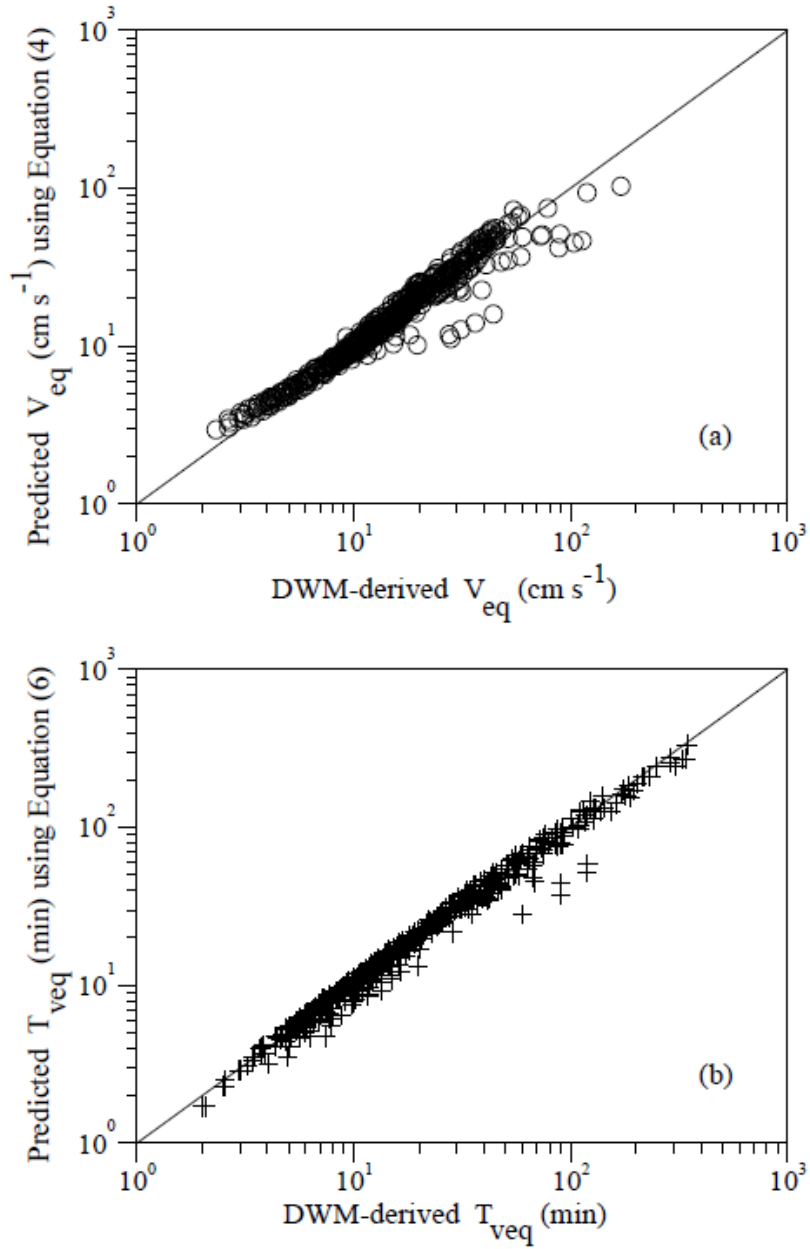 Predicted V_eq (cm s⁻¹) using Equation (4)
10³
10²
10¹
10⁰
(a)
10⁰ 10¹ 10² 10³
DWM-derived V_eq (cm s⁻¹)
Predicted T_veq (min) using Equation (6)
10³
10²
10¹
10⁰
(b)
10⁰ 10¹ 10² 10³
DWM-derived T_veq (min)